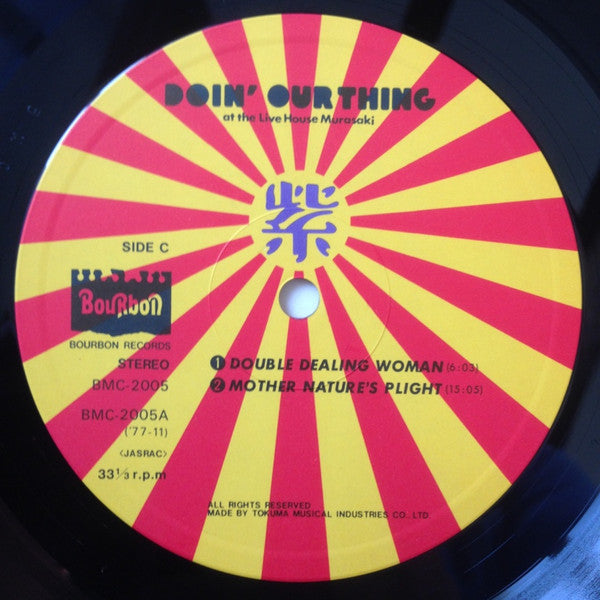 DOIN' OUR THING
at the Live House Murasaki
紫
SIDE C
BouRbon
BOURBON RECORDS
STEREO
BMC-2005
BMC-2005A
('77-11)
<JASRAC>
33⅓ r.p.m
❶ DOUBLE DEALING WOMAN (6:03)
❷ MOTHER NATURE'S PLIGHT (15:05)
ALL RIGHTS RESERVED
MADE BY TOKUMA MUSICAL INDUSTRIES CO., LTD.